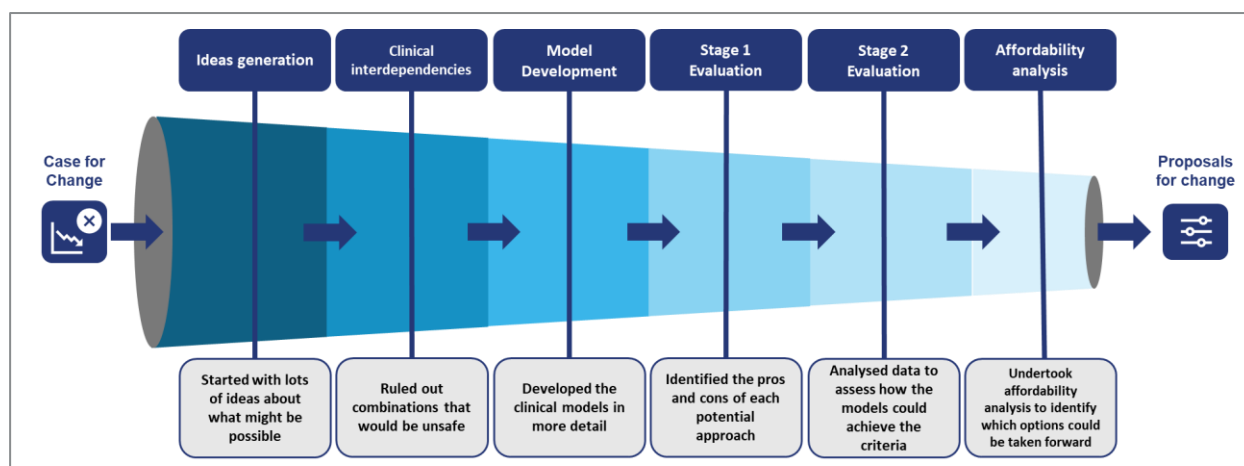 Ideas generation
Clinical
interdependencies
Model
Development
Stage 1
Evaluation
Stage 2
Evaluation
Affordability
analysis
Case for
Change
Proposals
for change
Started with lots
of ideas about
what might be
possible
Ruled out
combinations that
would be unsafe
Developed the
clinical models in
more detail
Identified the pros
and cons of each
potential
approach
Analysed data to
assess how the
models could
achieve the
criteria
Undertook
affordability
analysis to identify
which options could
be taken forward